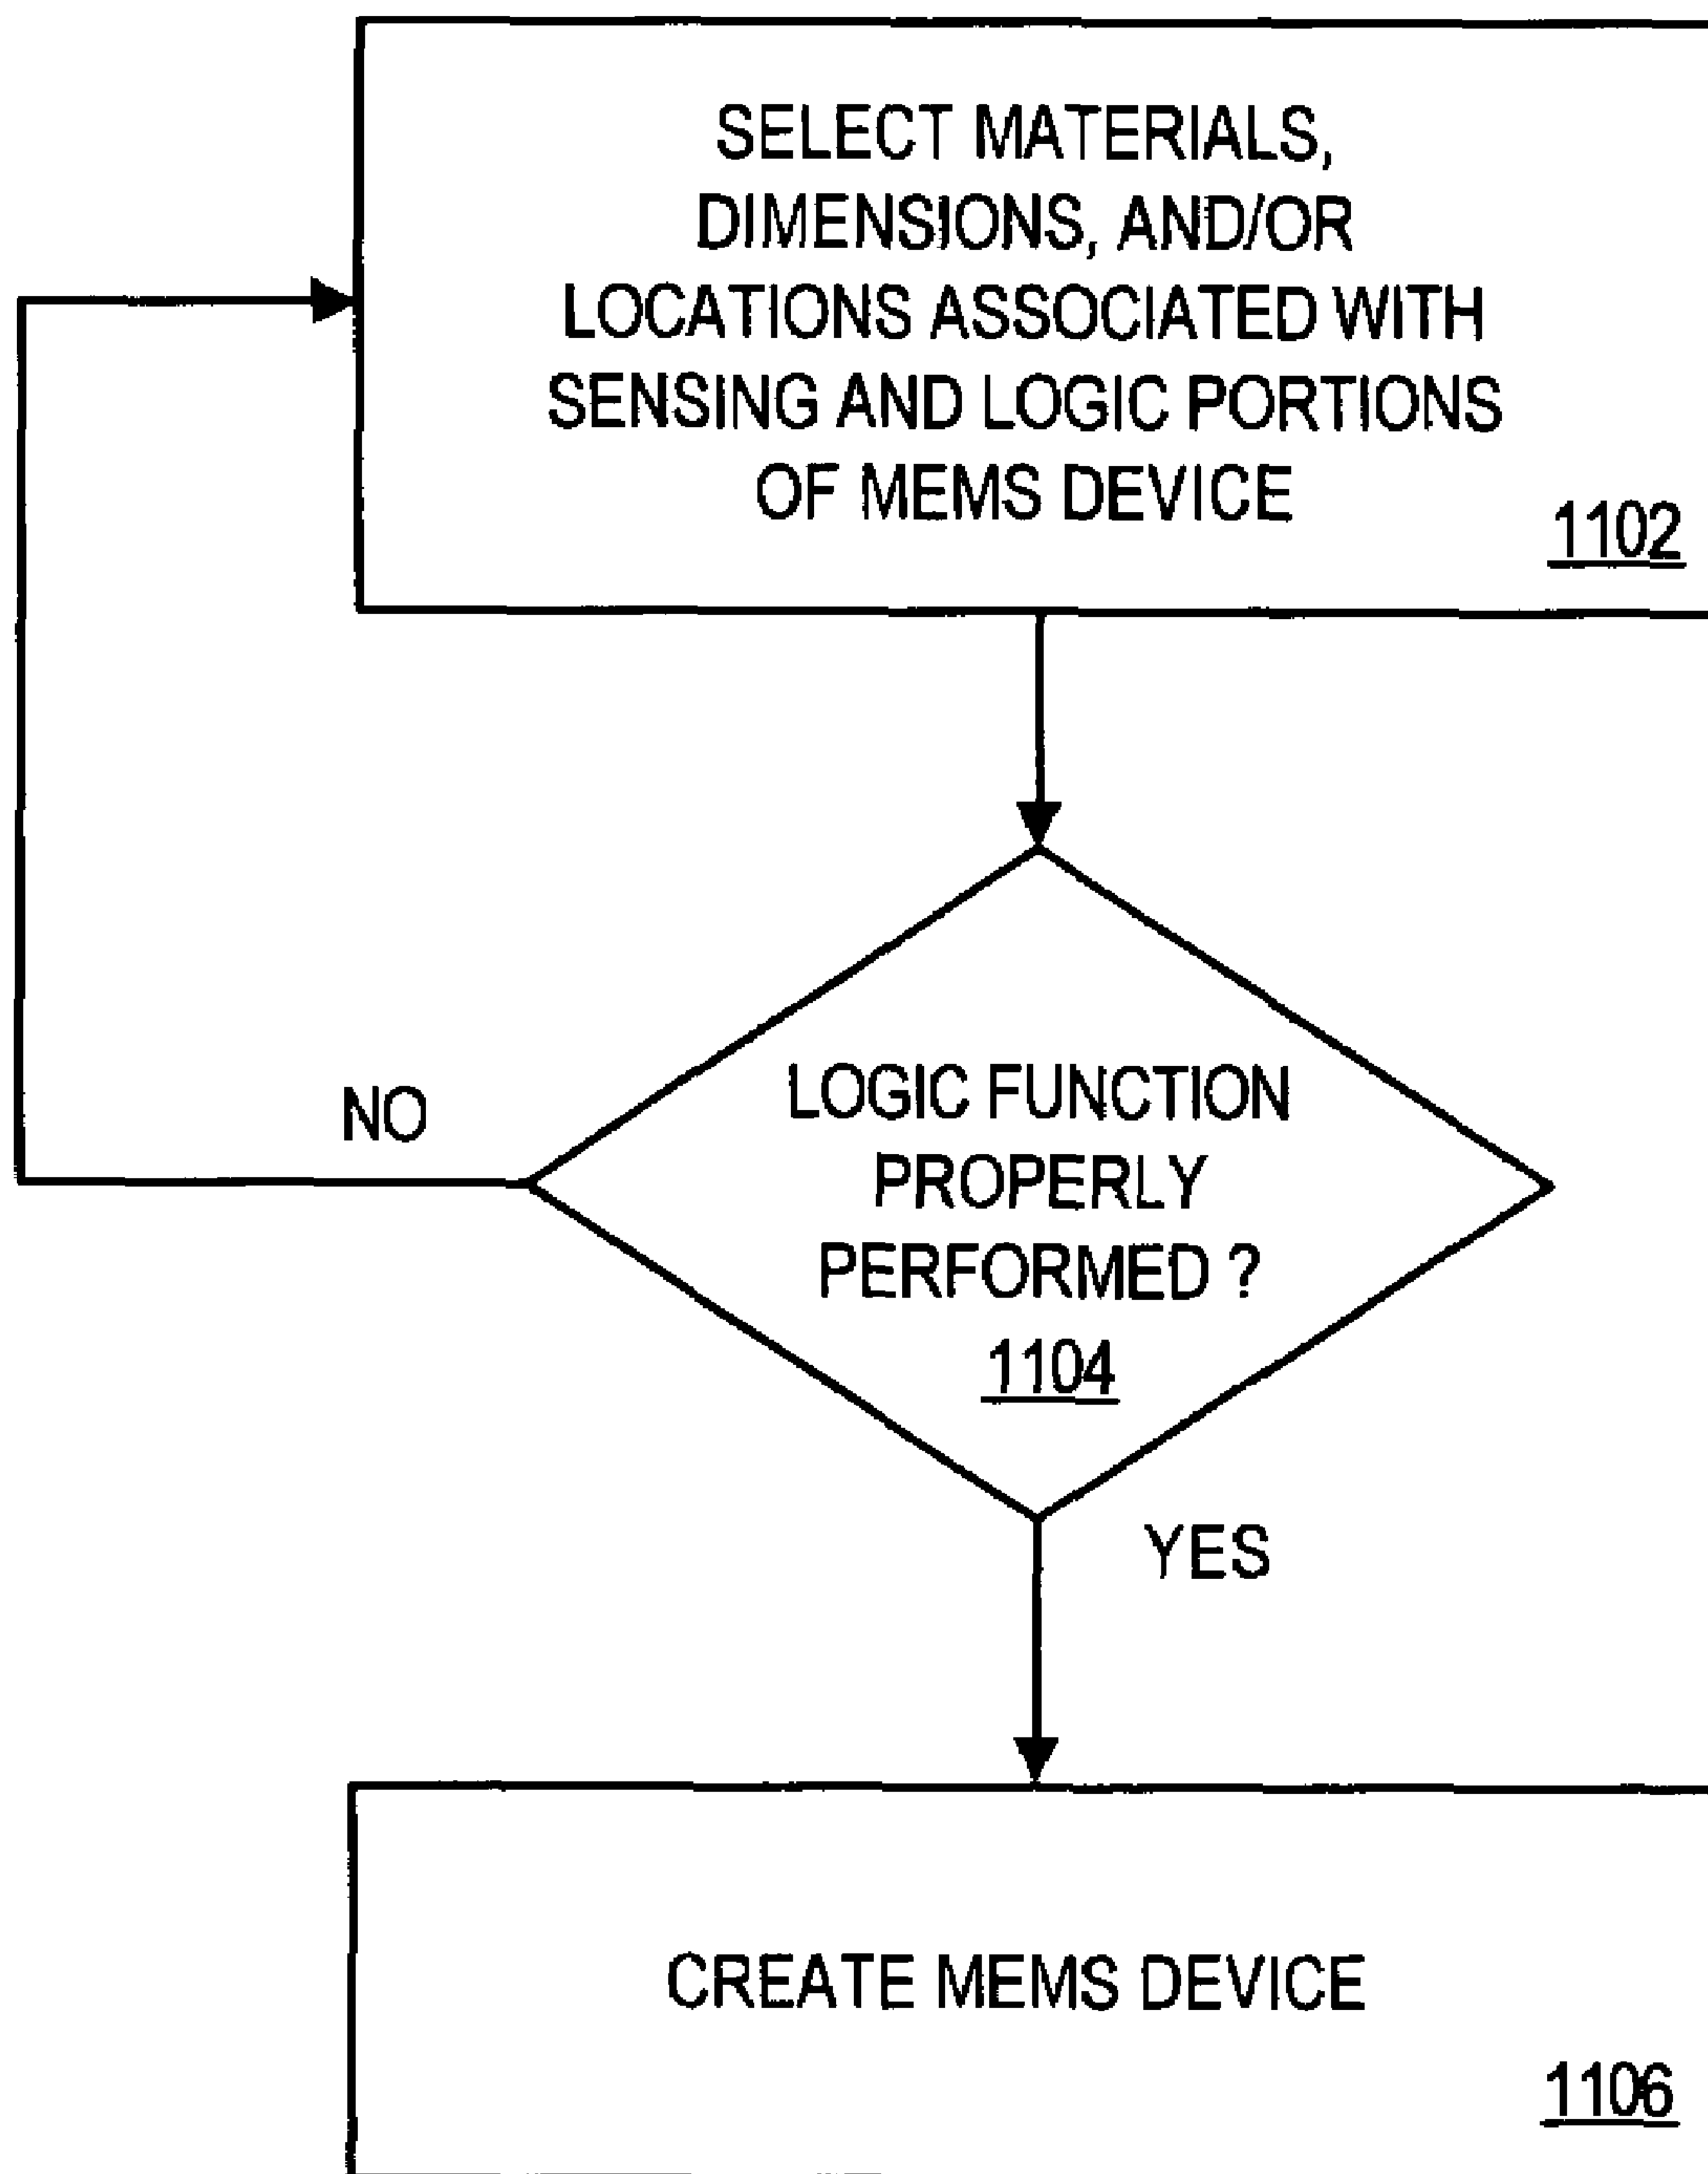 SELECT MATERIALS,
DIMENSIONS, AND/OR
LOCATIONS ASSOCIATED WITH
SENSING AND LOGIC PORTIONS
OF MEMS DEVICE
1102
NO
LOGIC FUNCTION
PROPERLY
PERFORMED ?
1104
YES
CREATE MEMS DEVICE
1106